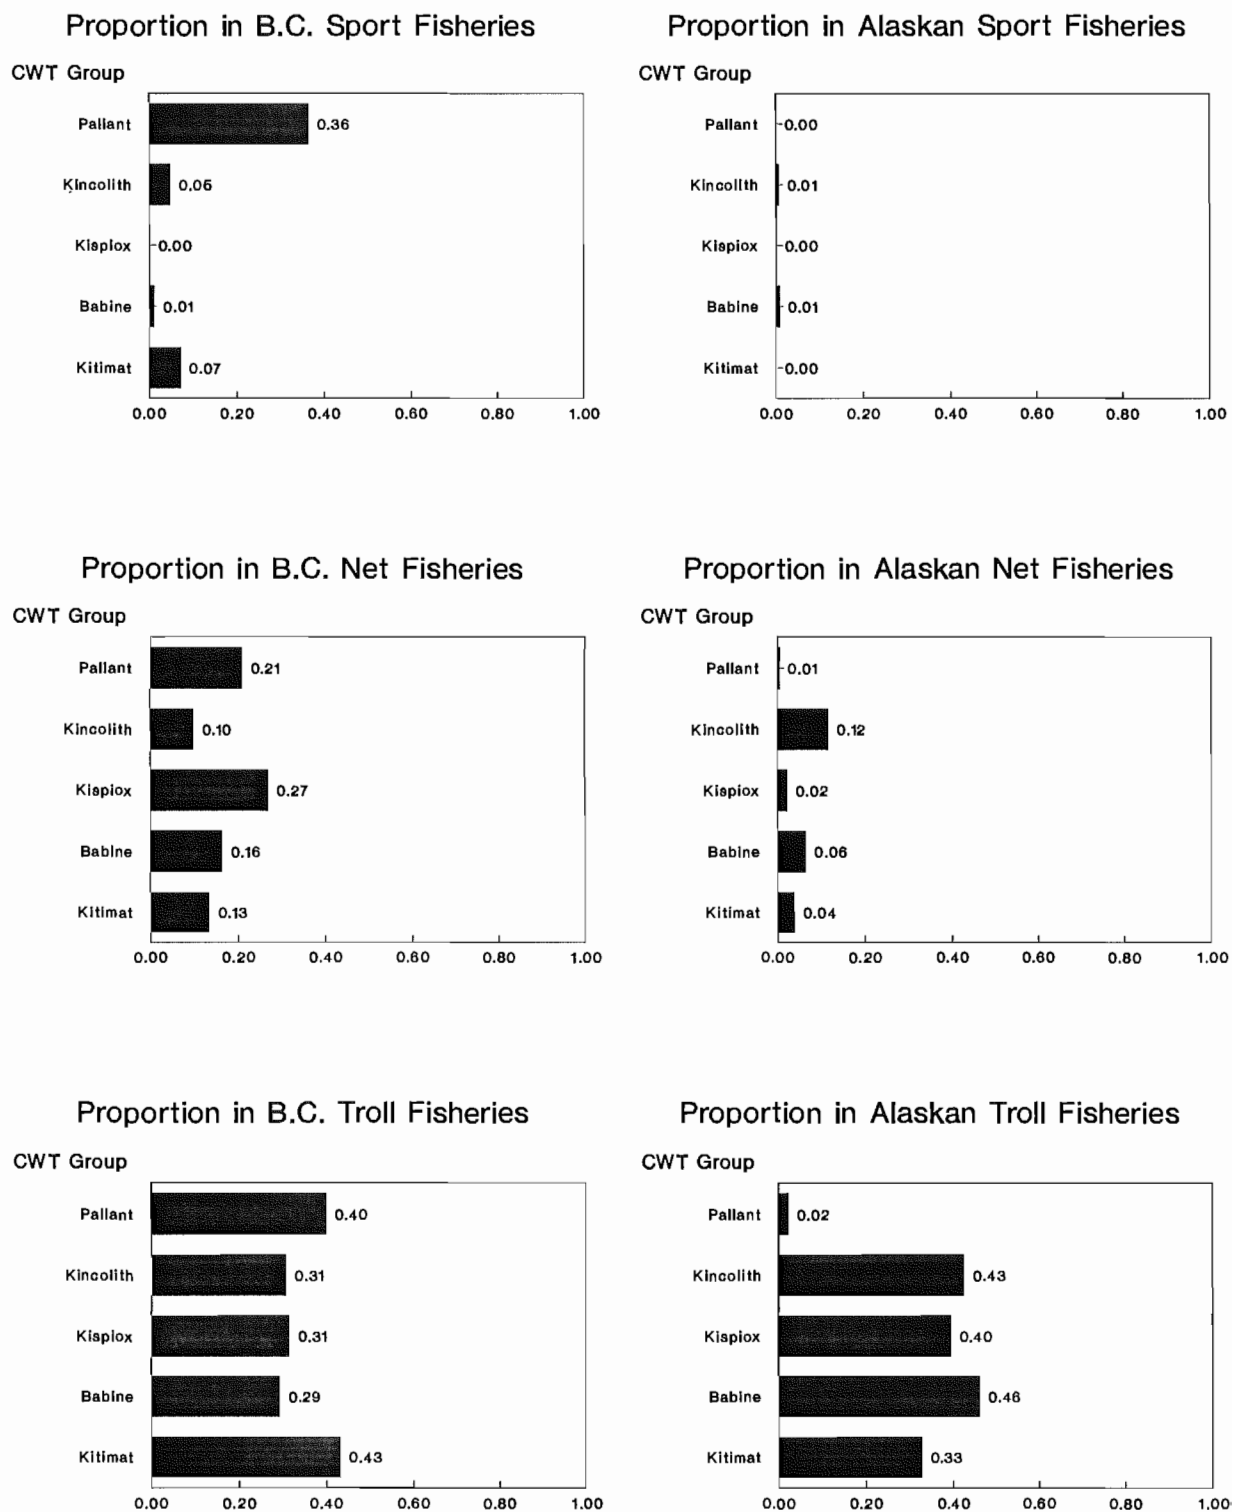 Proportion in B.C. Sport Fisheries
CWT Group
Pallant 0.36
Kincolith 0.05
Kispiox 0.00
Babine 0.01
Kitimat 0.07
0.00 0.20 0.40 0.60 0.80 1.00
Proportion in Alaskan Sport Fisheries
CWT Group
Pallant 0.00
Kincolith 0.01
Kispiox 0.00
Babine 0.01
Kitimat 0.00
0.00 0.20 0.40 0.60 0.80 1.00
Proportion in B.C. Net Fisheries
CWT Group
Pallant 0.21
Kincolith 0.10
Kispiox 0.27
Babine 0.16
Kitimat 0.13
0.00 0.20 0.40 0.60 0.80 1.00
Proportion in Alaskan Net Fisheries
CWT Group
Pallant 0.01
Kincolith 0.12
Kispiox 0.02
Babine 0.06
Kitimat 0.04
0.00 0.20 0.40 0.60 0.80 1.00
Proportion in B.C. Troll Fisheries
CWT Group
Pallant 0.40
Kincolith 0.31
Kispiox 0.31
Babine 0.29
Kitimat 0.43
0.00 0.20 0.40 0.60 0.80 1.00
Proportion in Alaskan Troll Fisheries
CWT Group
Pallant 0.02
Kincolith 0.43
Kispiox 0.40
Babine 0.46
Kitimat 0.33
0.00 0.20 0.40 0.60 0.80 1.00